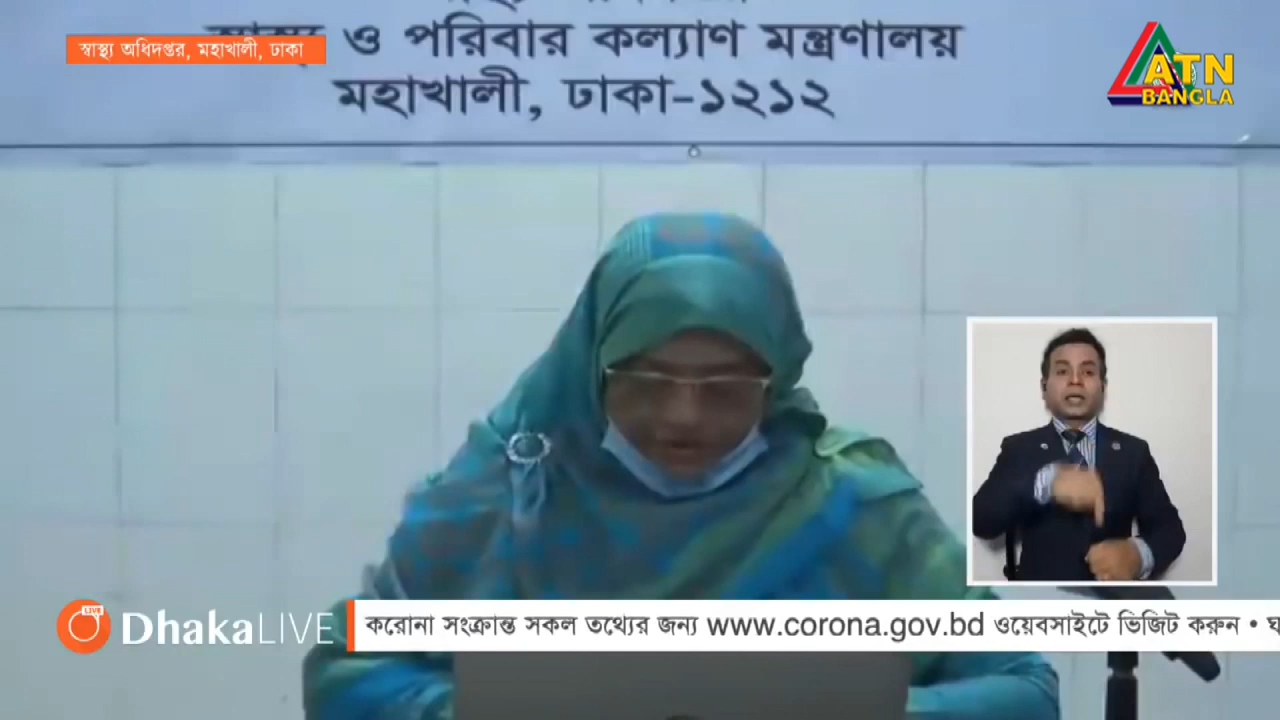 ও পরিবার কল্যাণ মন্ত্রণালয়
স্বাস্থ্য অধিদপ্তর, মহাখালী, ঢাকা
মহাখালী, ঢাকা-১২১২
ATN
BANGLA
LIVE
DhakaLIVE
করোনা সংক্রান্ত সকল তথ্যের জন্য www.corona.gov.bd ওয়েবসাইটে ভিজিট করুন •